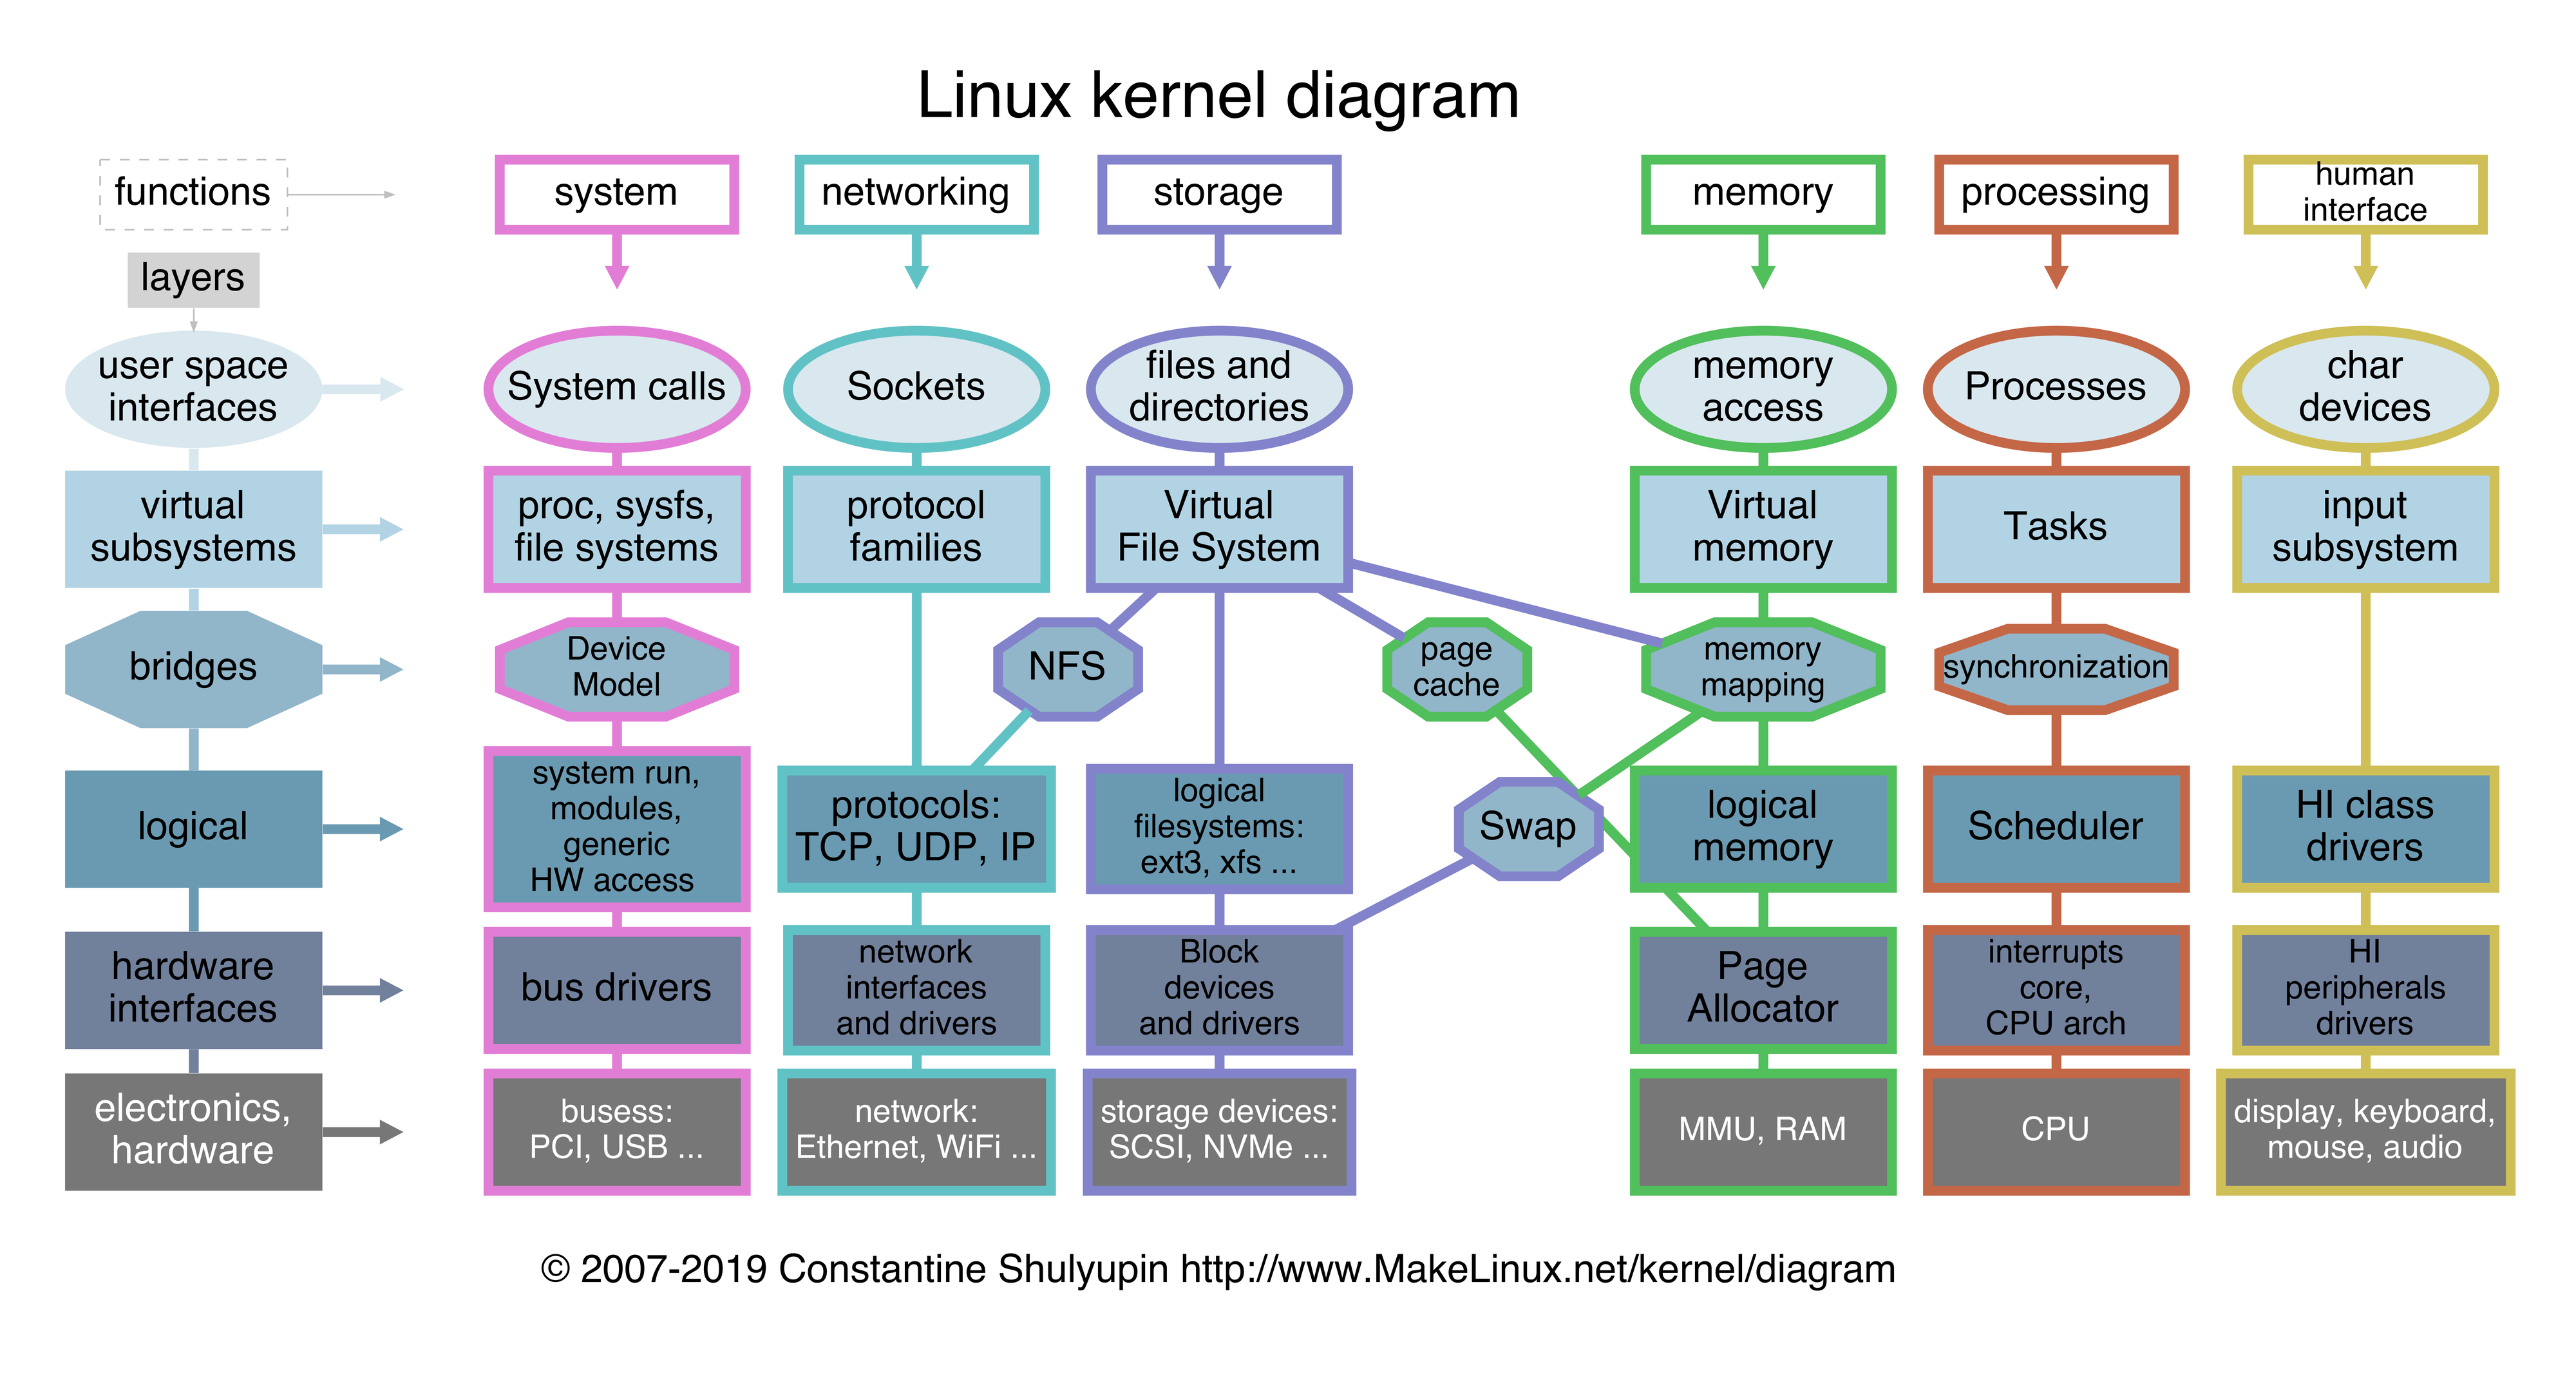 Linux kernel diagram
functions
system
networking
storage
memory
processing
human
interface
layers
user space
interfaces
System calls
Sockets
files and
directories
memory
access
Processes
char
devices
virtual
subsystems
proc, sysfs,
file systems
protocol
families
Virtual
File System
Virtual
memory
Tasks
input
subsystem
bridges
Device
Model
NFS
page
cache
memory
mapping
synchronization
logical
system run,
modules,
generic
HW access
protocols:
TCP, UDP, IP
logical
filesystems:
ext3, xfs ...
Swap
logical
memory
Scheduler
HI class
drivers
hardware
interfaces
bus drivers
network
interfaces
and drivers
Block
devices
and drivers
Page
Allocator
interrupts
core,
CPU arch
HI
peripherals
drivers
electronics,
hardware
busess:
PCI, USB ...
network:
Ethernet, WiFi ...
storage devices:
SCSI, NVMe ...
MMU, RAM
CPU
display, keyboard,
mouse, audio
© 2007-2019 Constantine Shulyupin http://www.MakeLinux.net/kernel/diagram